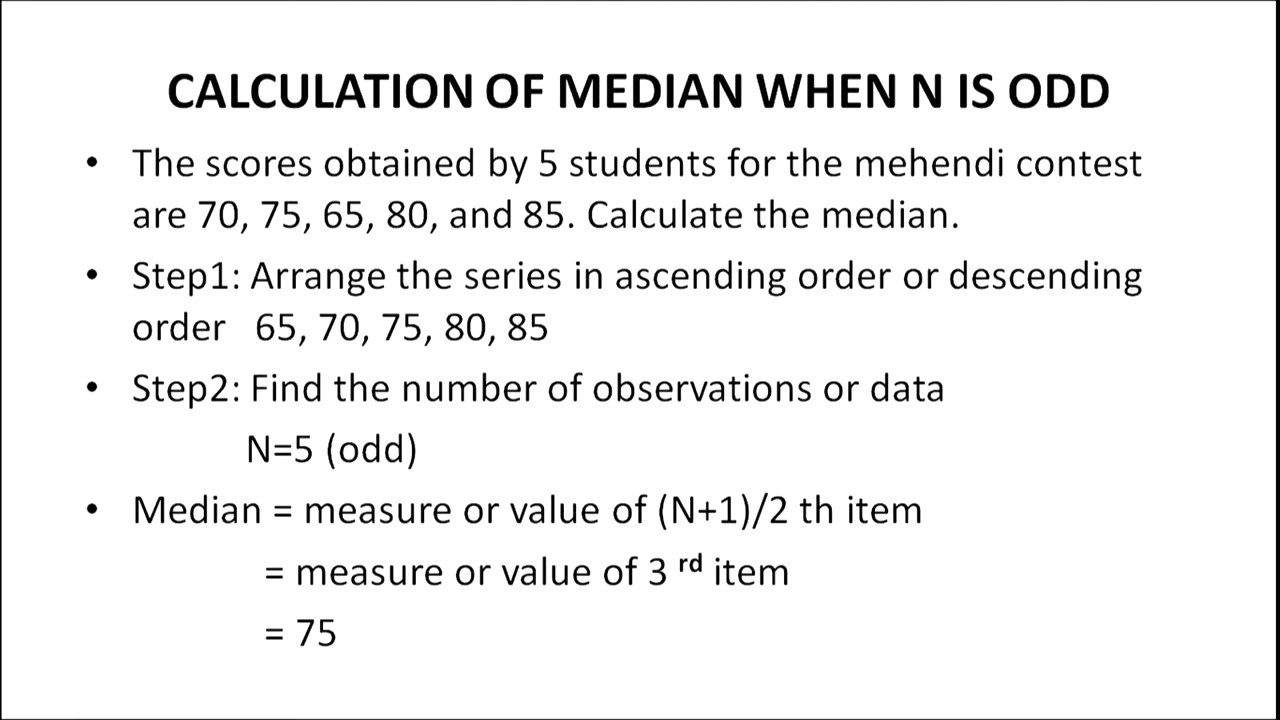 CALCULATION OF MEDIAN WHEN N IS ODD
• The scores obtained by 5 students for the mehendi contest
are 70, 75, 65, 80, and 85. Calculate the median.
• Step1: Arrange the series in ascending order or descending
order 65, 70, 75, 80, 85
• Step2: Find the number of observations or data
N=5 (odd)
• Median = measure or value of (N+1)/2 th item
= measure or value of 3 rd item
= 75